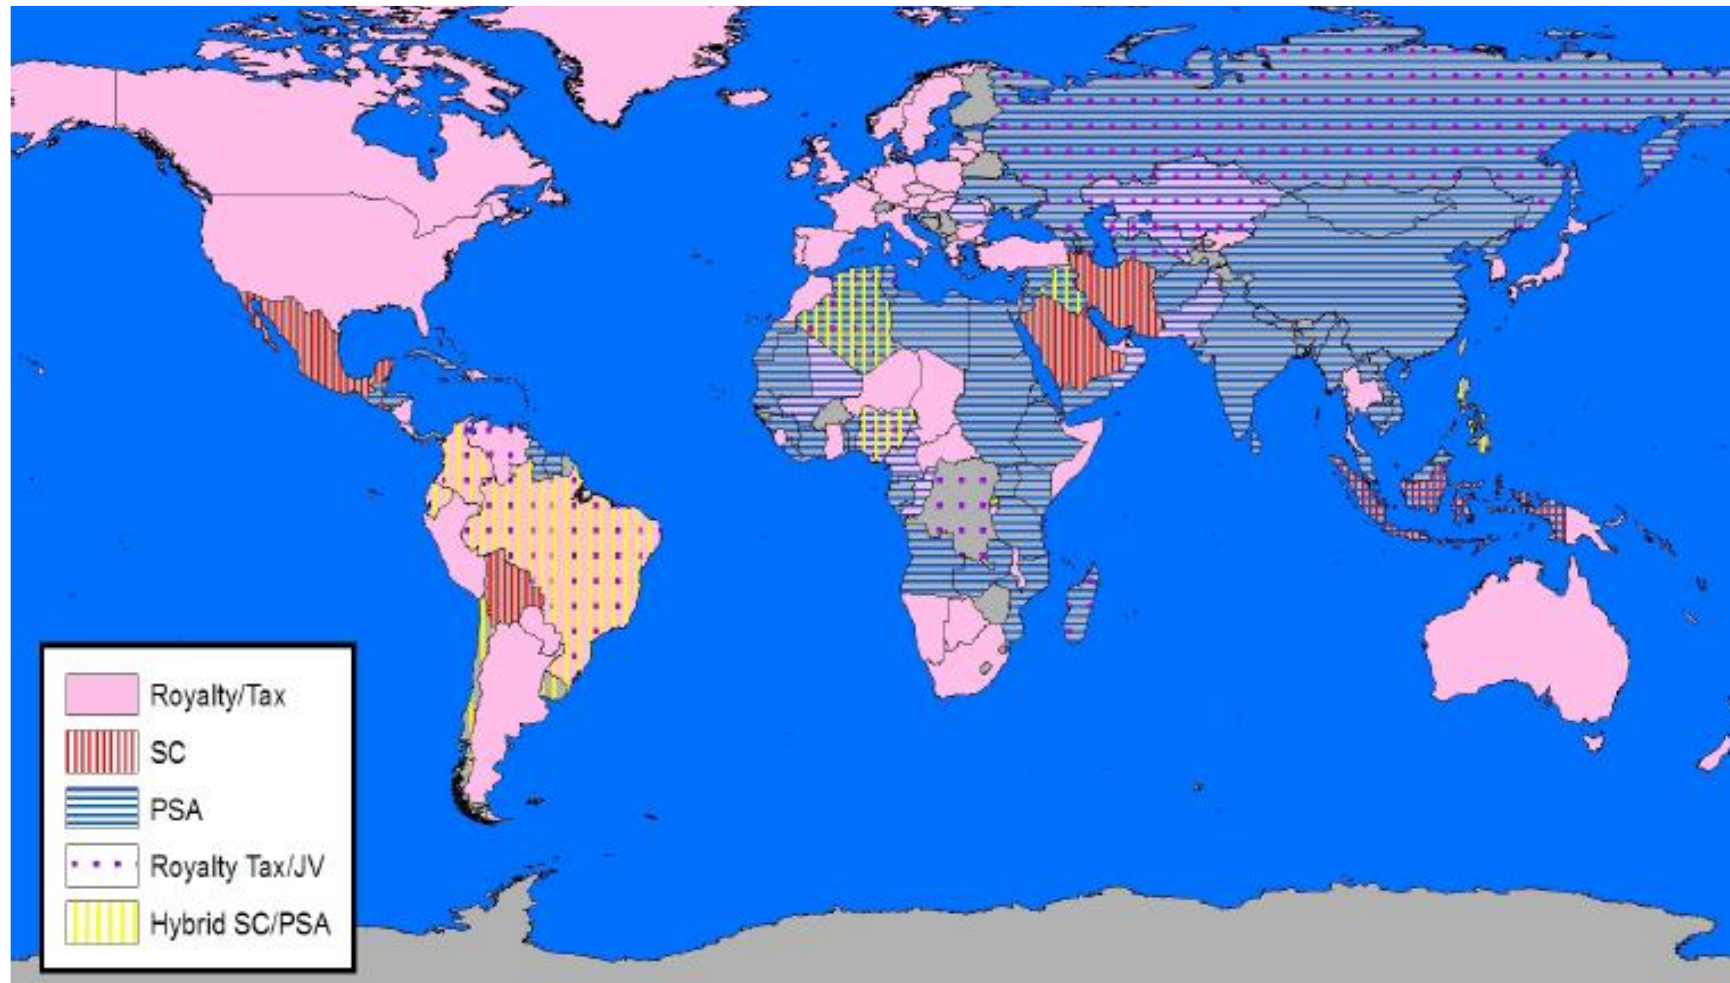 Royalty/Tax
SC
PSA
Royalty Tax/JV
Hybrid SC/PSA